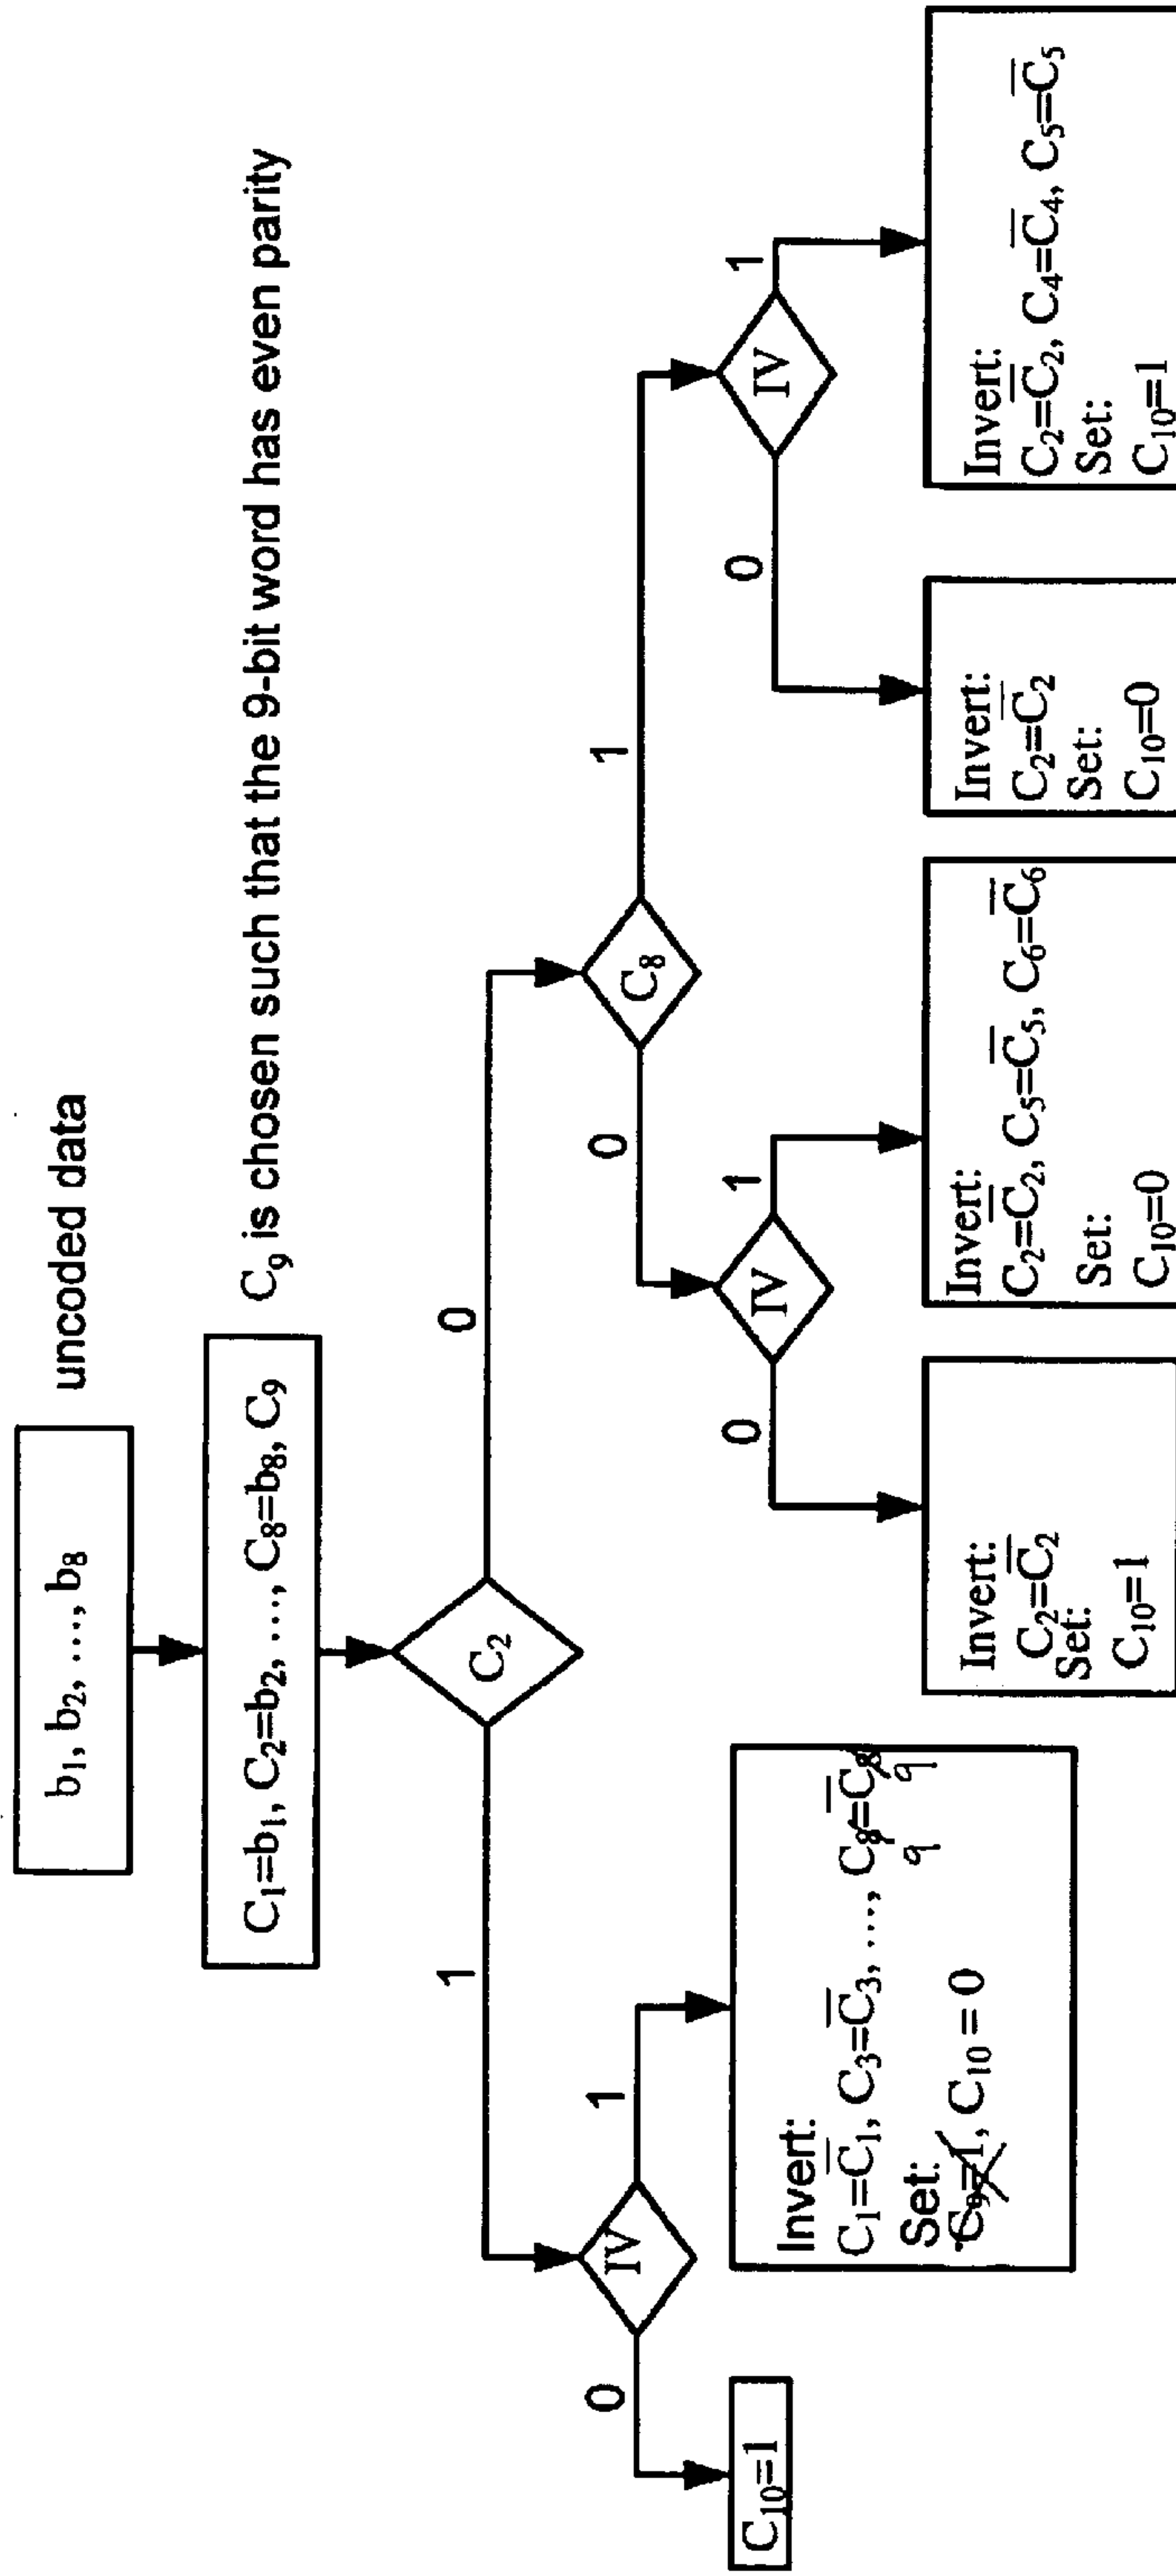 b₁, b₂, ..., b₈
uncoded data
C₁=b₁, C₂=b₂, ..., C₈=b₈, C₉
C₉ is chosen such that the 9-bit word has even parity
C₂
1
0
IV
0
1
C₈
0
1
IV
0
1
IV
0
1
C₁₀=1
Invert:
C₁=C̅₁, C₃=C̅₃, ..., C₈=C̅₈
9 9
Set:
C₉=1, C₁₀ = 0
Invert:
C₂=C̅₂
Set:
C₁₀=1
Invert:
C₂=C̅₂, C₅=C̅₅, C₆=C̅₆
Set:
C₁₀=0
Invert:
C₂=C̅₂
Set:
C₁₀=0
Invert:
C₂=C̅₂, C₄=C̅₄, C₅=C̅₅
Set:
C₁₀=1